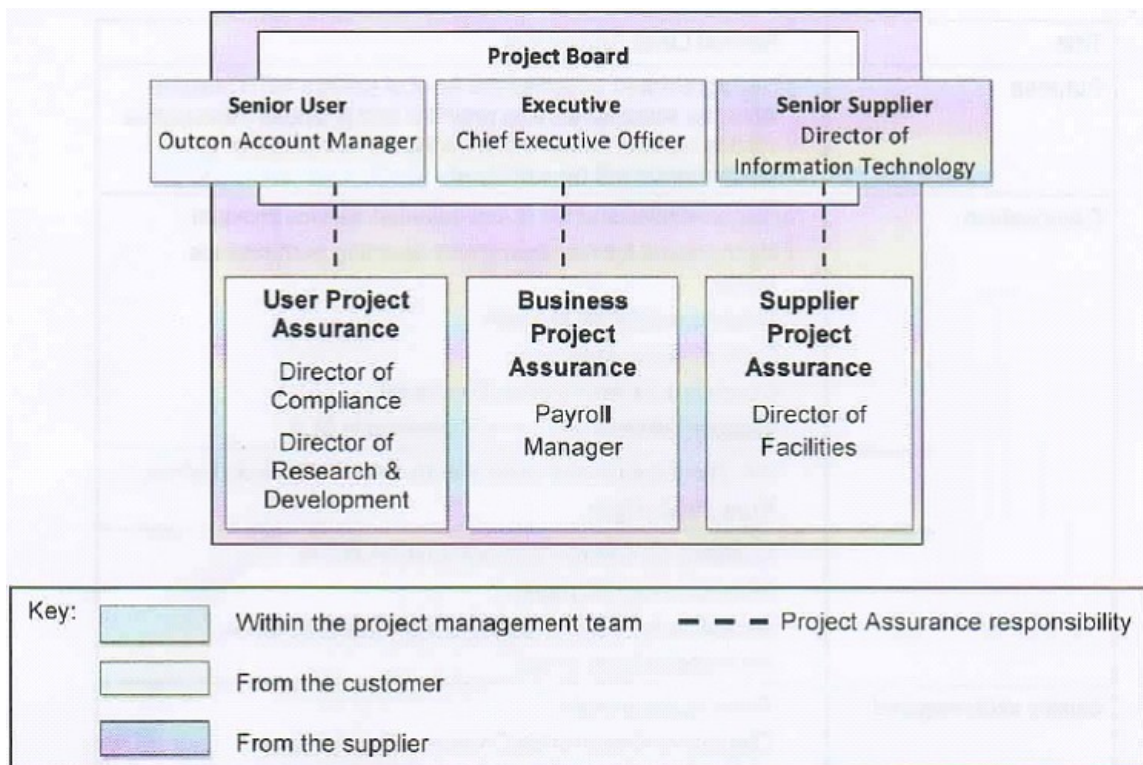 Project Board
Senior User
Outcon Account Manager
Executive
Chief Executive Officer
Senior Supplier
Director of
Information Technology
User Project
Assurance
Director of
Compliance
Director of
Research &
Development
Business
Project
Assurance
Payroll
Manager
Supplier
Project
Assurance
Director of
Facilities
Key:
Within the project management team
Project Assurance responsibility
From the customer
From the supplier